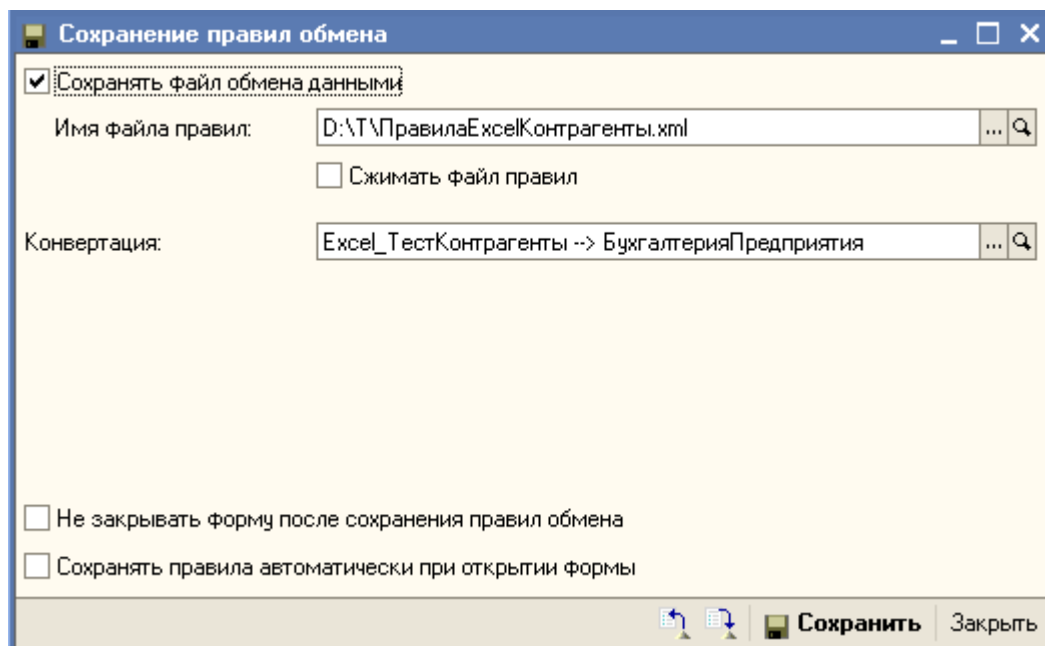 Сохранение правил обмена
Сохранять файл обмена данными
Имя файла правил: D:\T\ПравилаExcelКонтрагенты.xml ...
Сжимать файл правил
Конвертация: Excel_ТестКонтрагенты --> БухгалтерияПредприятия ...
Не закрывать форму после сохранения правил обмена
Сохранять правила автоматически при открытии формы
Сохранить Закрыть